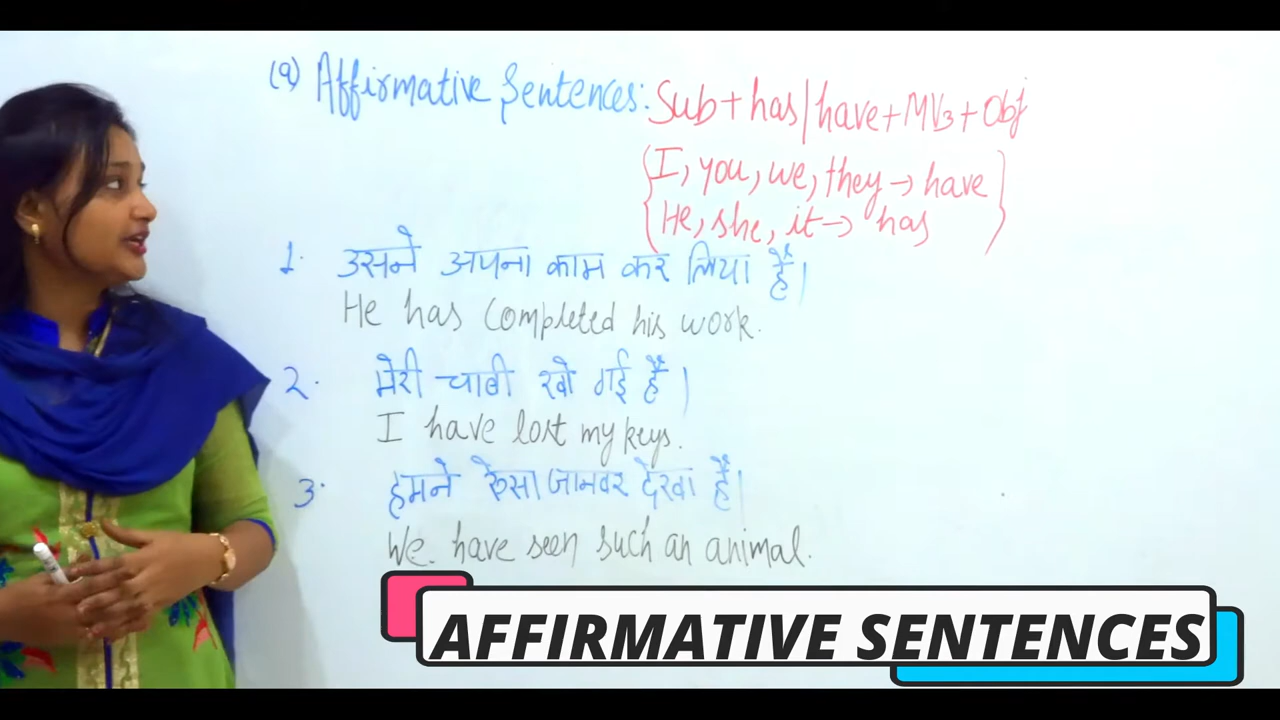 (a) Affirmative Sentences: Sub + has | have + MV3 + Obj
{I, you, we, they → have}
{He, she, it → has}
1. उसने अपना काम कर लिया है।
He has completed his work.
2. मेरी चाबी खो गई है।
I have lost my keys.
3. हमने ऐसा जानवर देखा है।
We have seen such an animal.
AFFIRMATIVE SENTENCES